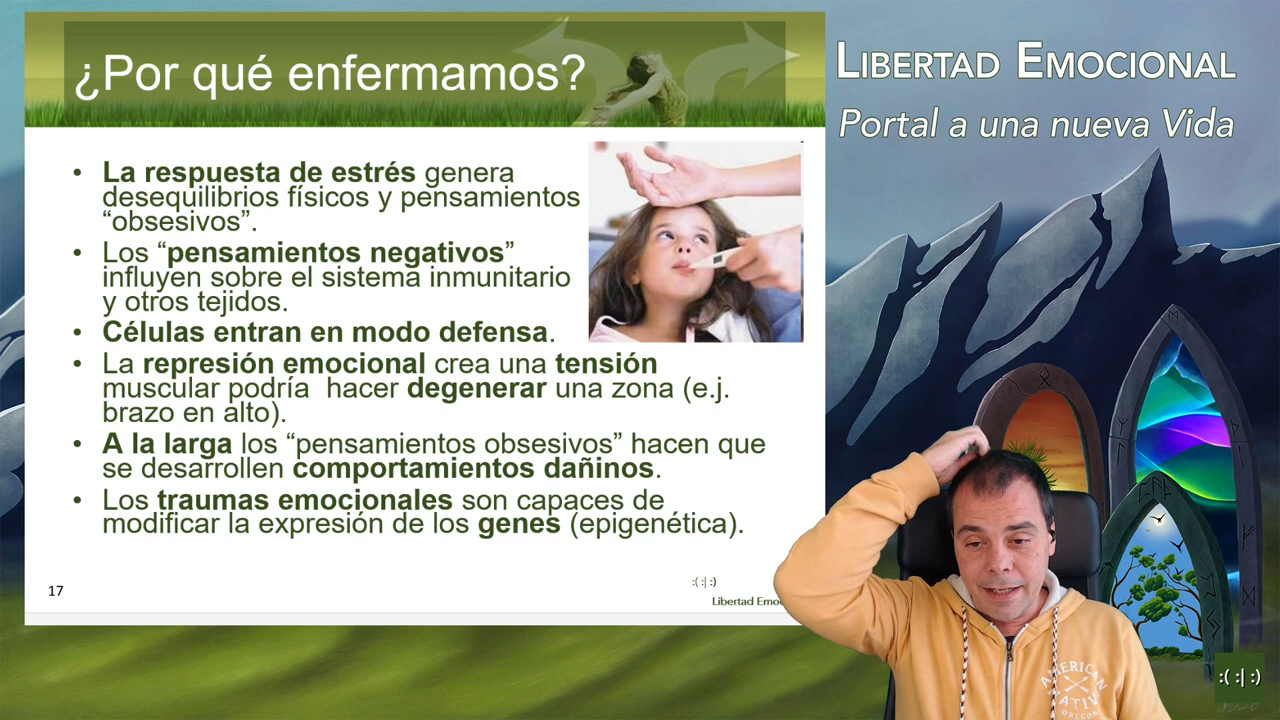 ¿Por qué enfermamos?
LIBERTAD EMOCIONAL
Portal a una nueva Vida
• La respuesta de estrés genera
desequilibrios físicos y pensamientos
“obsesivos”.
• Los “pensamientos negativos”
influyen sobre el sistema inmunitario
y otros tejidos.
• Células entran en modo defensa.
• La represión emocional crea una tensión
muscular podría  hacer degenerar una zona (e.j.
brazo en alto).
• A la larga los “pensamientos obsesivos” hacen que
se desarrollen comportamientos dañinos.
• Los traumas emocionales son capaces de
modificar la expresión de los genes (epigenética).
17
:( :| :)
Libertad Emoc
AMERICAN
NATIV
OREGON
:( :| :)